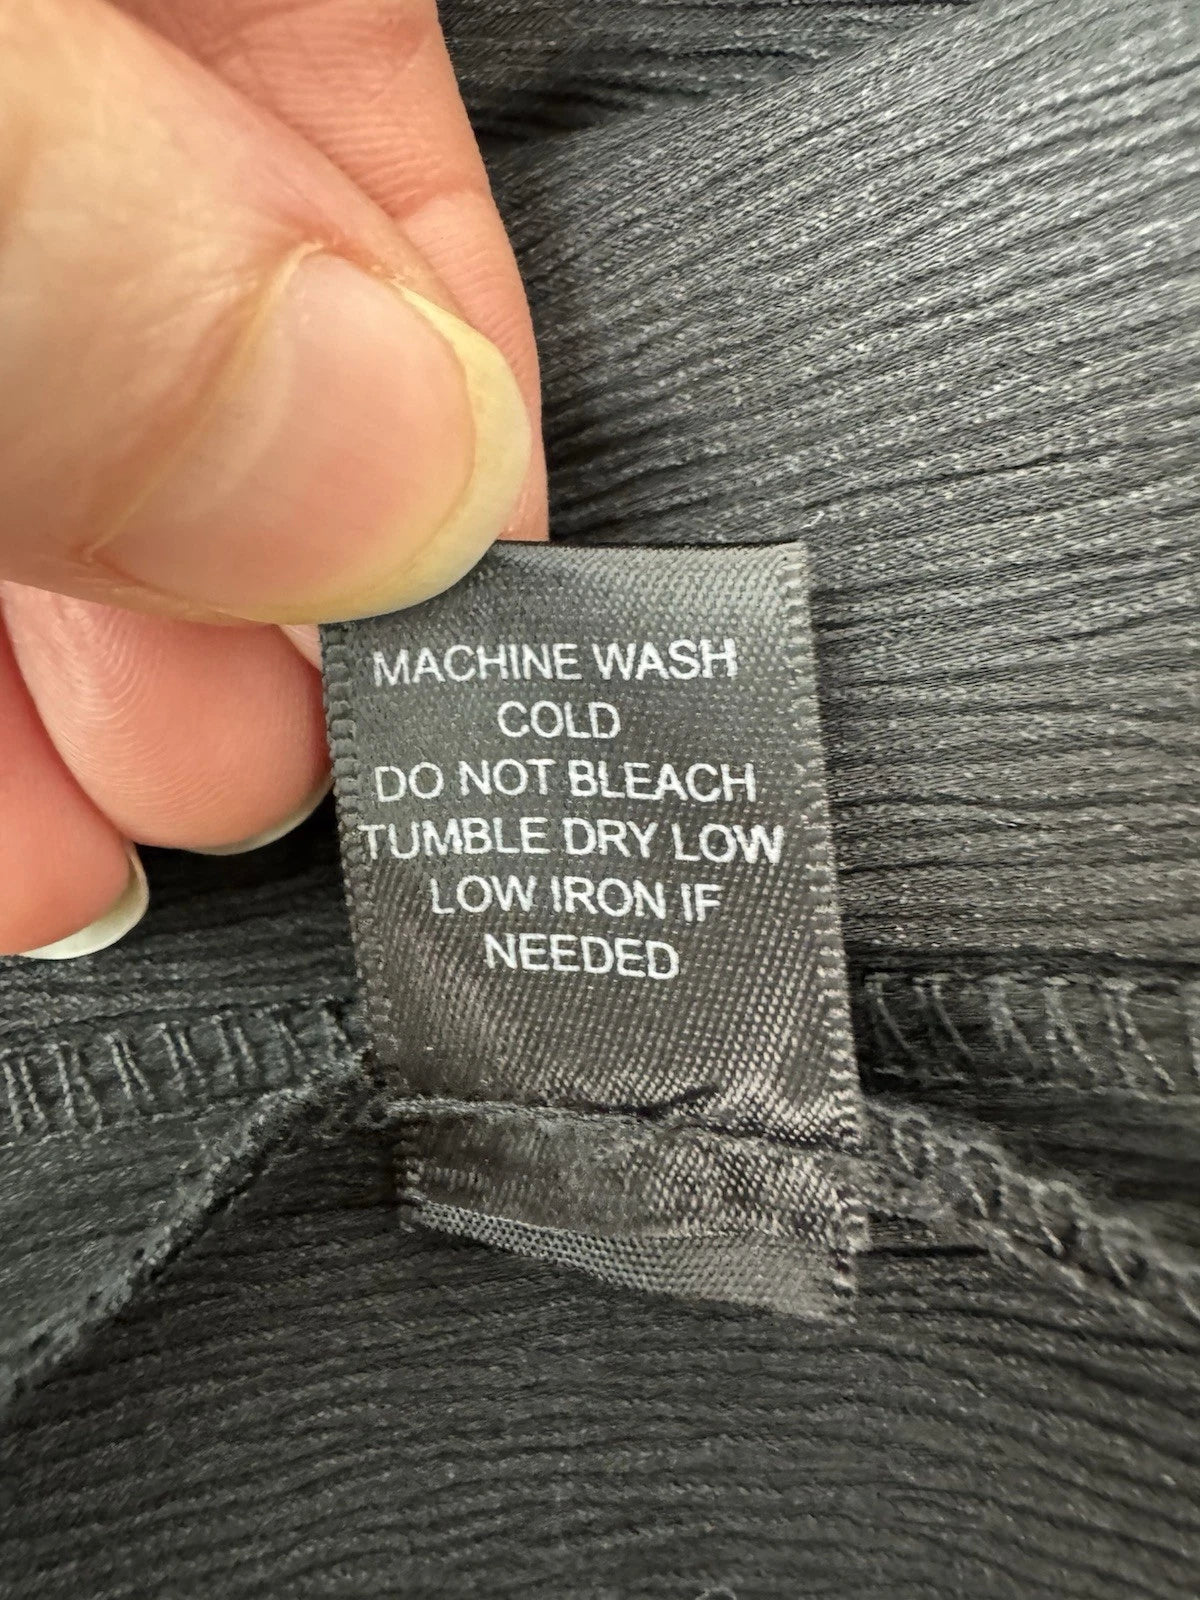 MACHINE WASH
COLD
DO NOT BLEACH
TUMBLE DRY LOW
LOW IRON IF
NEEDED